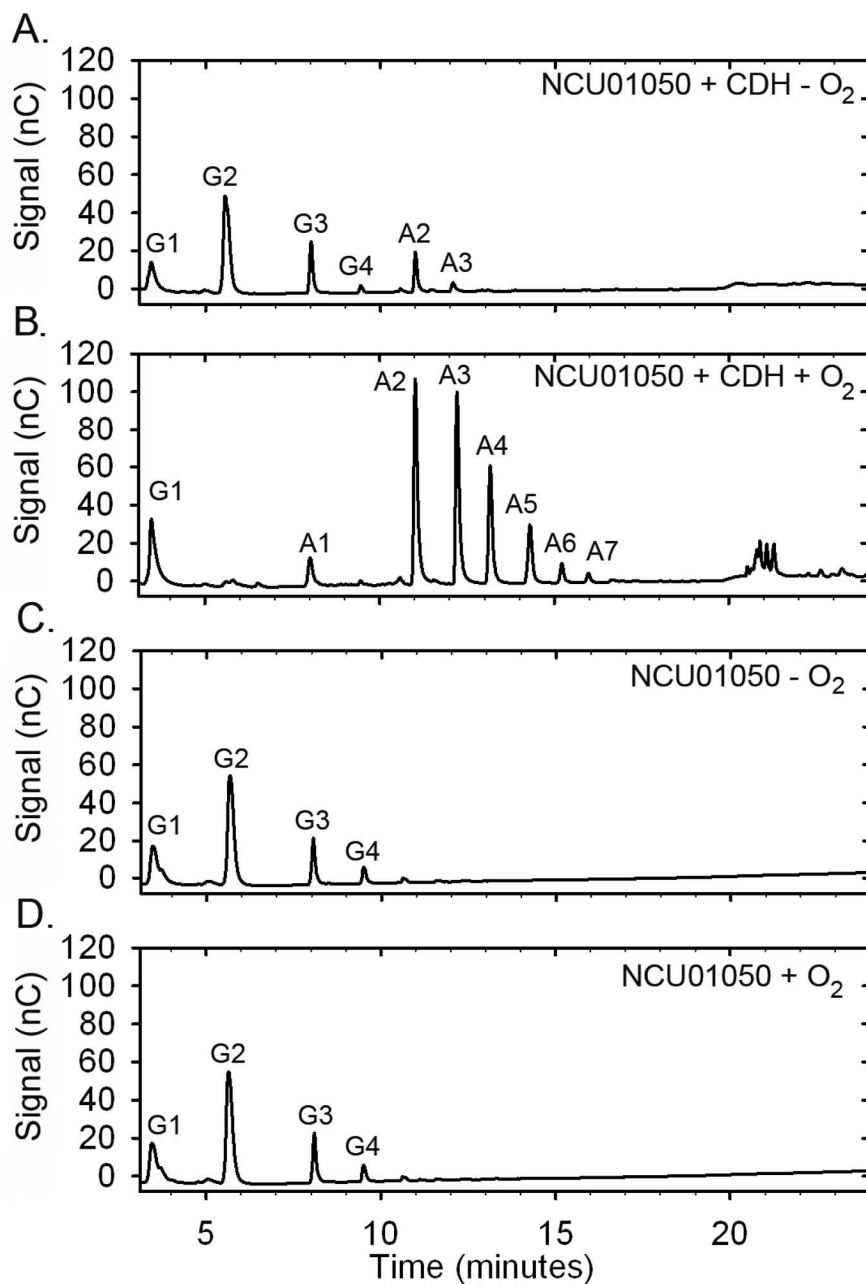 A.
NCU01050 + CDH - O2
Signal (nC)
120
100
80
60
40
20
0
G1
G2
G3
G4
A2
A3
B.
NCU01050 + CDH + O2
Signal (nC)
120
100
80
60
40
20
0
G1
A1
A2
A3
A4
A5
A6
A7
C.
NCU01050 - O2
Signal (nC)
120
100
80
60
40
20
0
G1
G2
G3
G4
D.
NCU01050 + O2
Signal (nC)
120
100
80
60
40
20
0
G1
G2
G3
G4
5 10 15 20
Time (minutes)